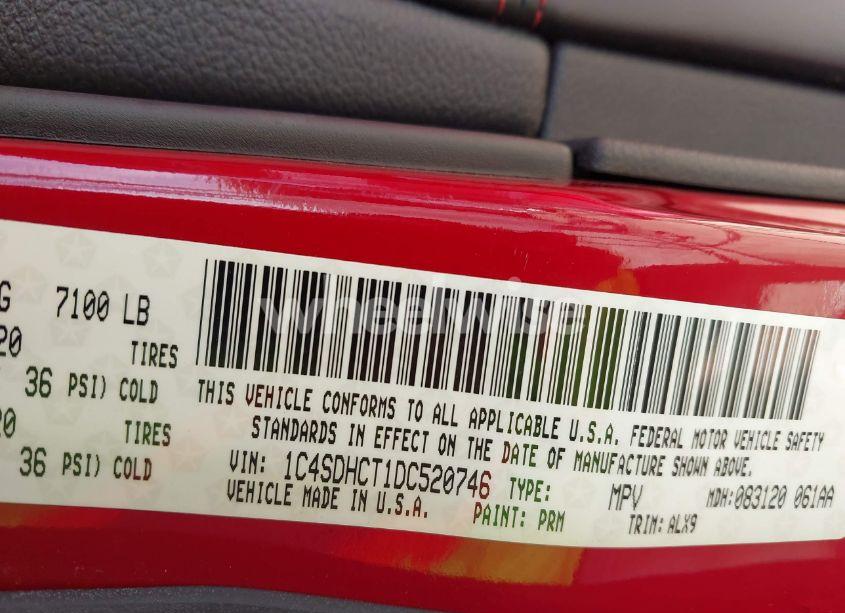 G 7100 LB
20 TIRES
36 PSI) COLD
20 TIRES
36 PSI) COLD
wheelwise
THIS VEHICLE CONFORMS TO ALL APPLICABLE U.S.A. FEDERAL MOTOR VEHICLE SAFETY
STANDARDS IN EFFECT ON THE DATE OF MANUFACTURE SHOWN ABOVE.
VIN: 1C4SDHCT1DC520746 TYPE: MPV MDH:083120 061AA
VEHICLE MADE IN U.S.A. PAINT: PRM TRIM: ALX9